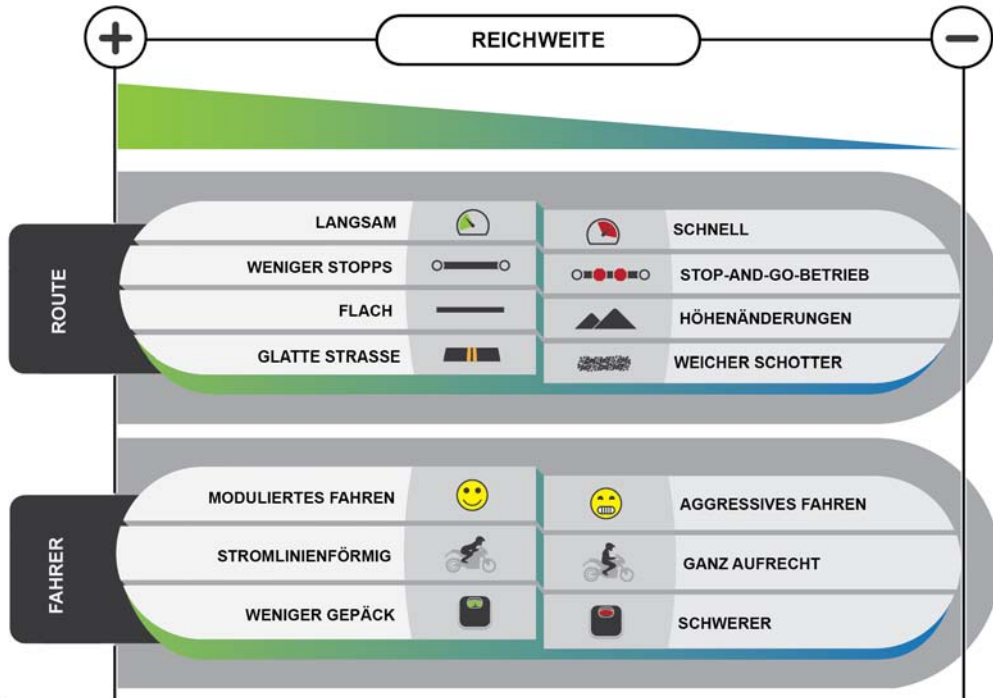 + REICHWEITE −
ROUTE
LANGSAM
SCHNELL
WENIGER STOPPS
STOP-AND-GO-BETRIEB
FLACH
HÖHENÄNDERUNGEN
GLATTE STRASSE
WEICHER SCHOTTER
FAHRER
MODULIERTES FAHREN
AGGRESSIVES FAHREN
STROMLINIENFÖRMIG
GANZ AUFRECHT
WENIGER GEPÄCK
SCHWERER